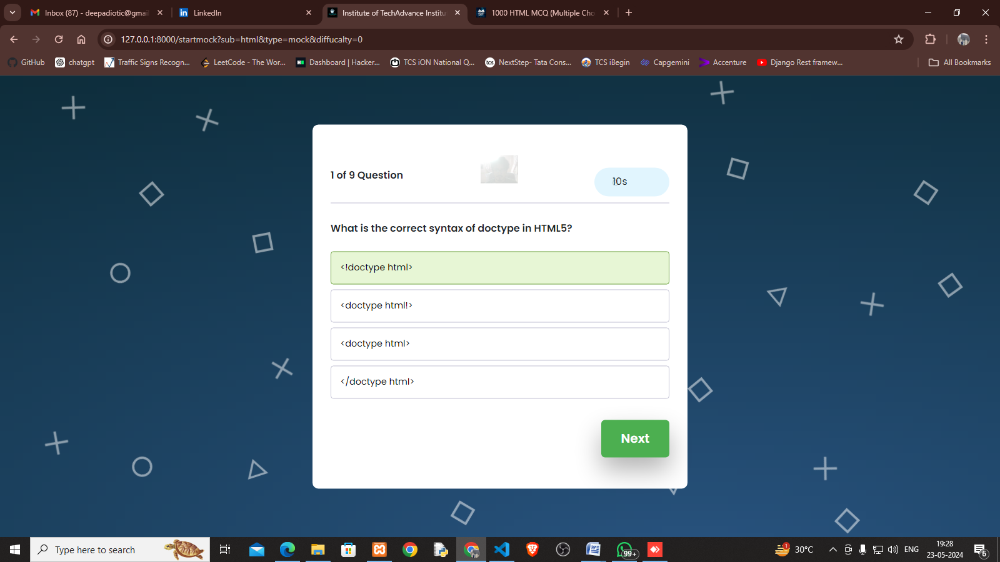 Inbox (87) - deepadiotic@gmai
LinkedIn
Institute of TechAdvance Institu
1000 HTML MCQ (Multiple Cho
127.0.0.1:8000/startmock?sub=html&type=mock&diffucalty=0
GitHub
chatgpt
Traffic Signs Recogn...
LeetCode - The Wor...
Dashboard | Hacker...
TCS iON National Q...
NextStep- Tata Cons...
TCS iBegin
Capgemini
Accenture
Django Rest framew...
All Bookmarks
1 of 9 Question
10s
What is the correct syntax of doctype in HTML5?
<!doctype html>
<doctype html!>
<doctype html>
</doctype html>
Next
Type here to search
99+
1
30°C
ENG
19:28
23-05-2024
6